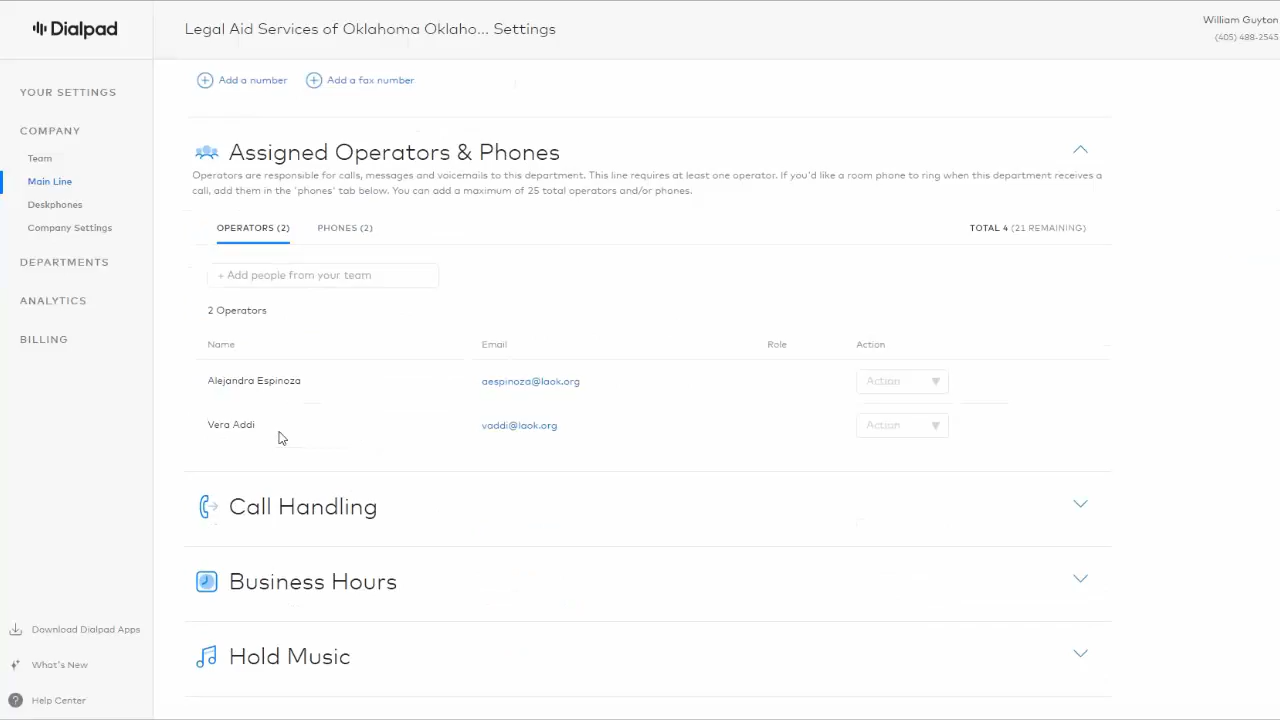 Dialpad
Legal Aid Services of Oklahoma Oklaho... Settings
William Guyton
(405) 488-2545
YOUR SETTINGS
COMPANY
Team
Main Line
Deskphones
Company Settings
DEPARTMENTS
ANALYTICS
BILLING
Download Dialpad Apps
What's New
Help Center
Add a number
Add a fax number
Assigned Operators & Phones
Operators are responsible for calls, messages and voicemails to this department. This line requires at least one operator. If you'd like a room phone to ring when this department receives a
call, add them in the 'phones' tab below. You can add a maximum of 25 total operators and/or phones.
OPERATORS (2)
PHONES (2)
TOTAL 4 (21 REMAINING)
+ Add people from your team
2 Operators
Name Email Role Action
Alejandra Espinoza aespinoza@laok.org Action
Vera Addi vaddi@laok.org Action
Call Handling
Business Hours
Hold Music